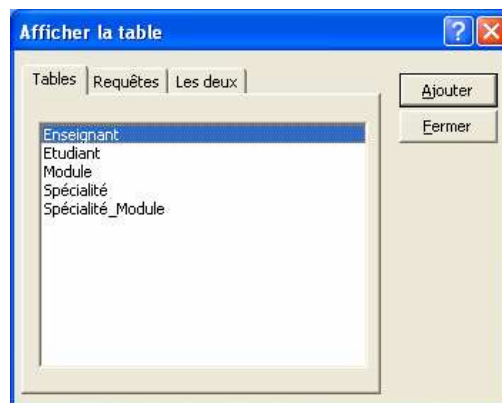 Afficher la table
Tables Requêtes Les deux
Ajouter
Fermer
Enseignant
Etudiant
Module
Spécialité
Spécialité_Module